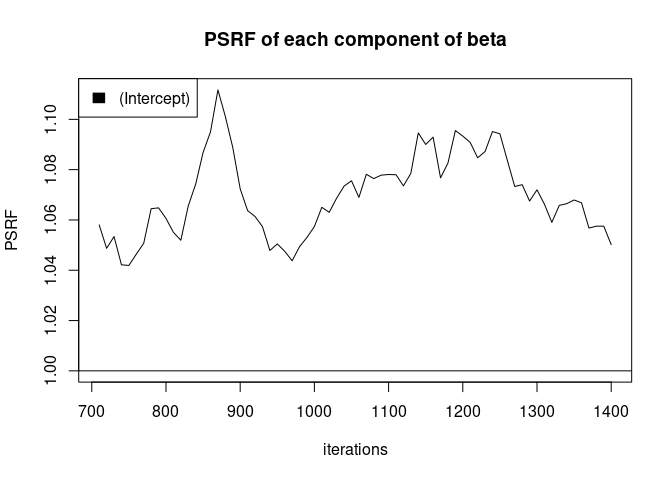 PSRF of each component of beta
(Intercept)
PSRF
1.10
1.08
1.06
1.04
1.02
1.00
700 800 900 1000 1100 1200 1300 1400
iterations